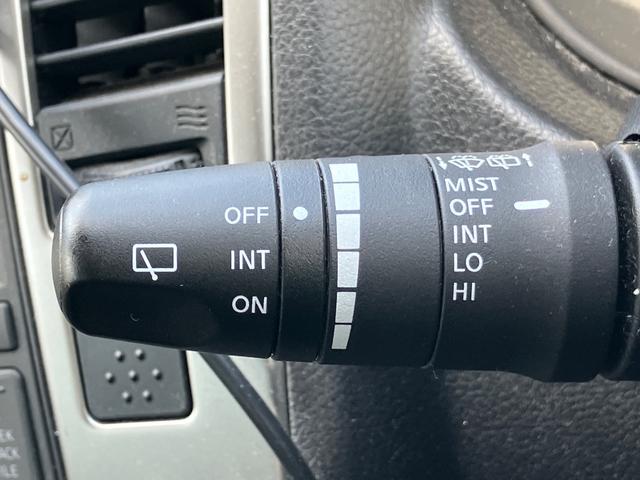 OFF
INT
ON
MIST
OFF
INT
LO
HI